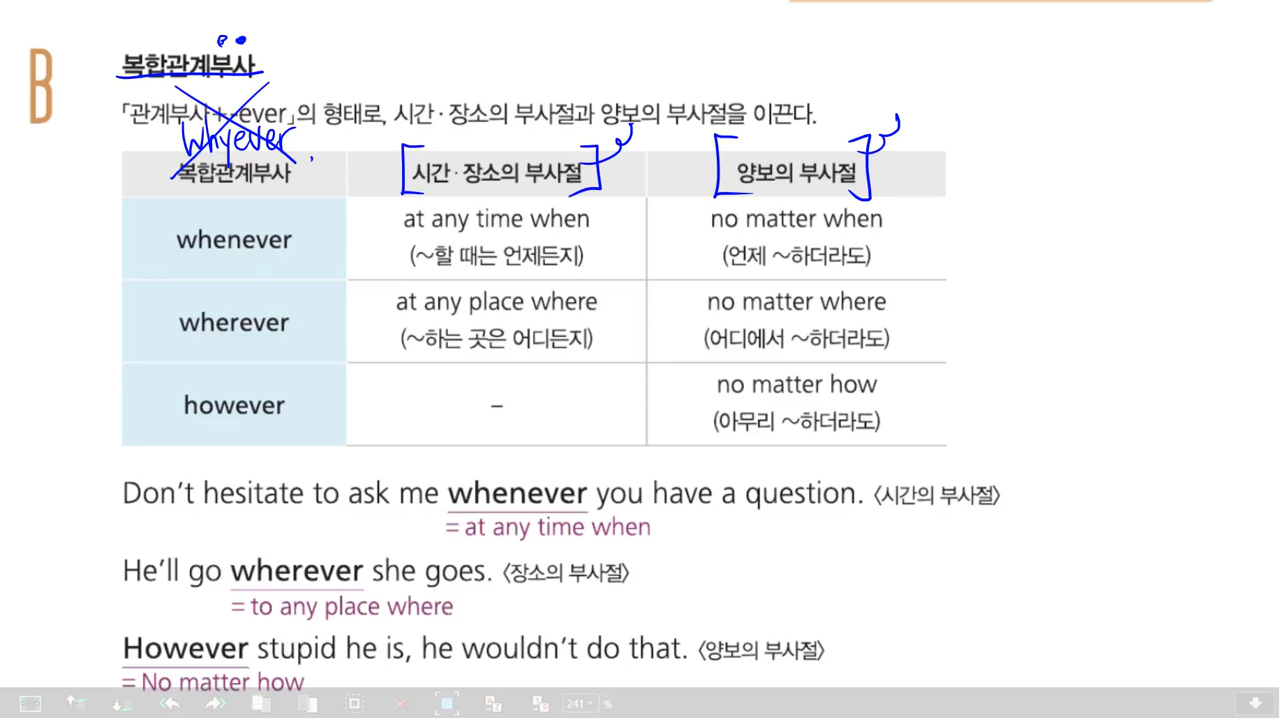 B
복합관계부사
「관계부사 + -ever」의 형태로, 시간 · 장소의 부사절과 양보의 부사절을 이끈다.
whyever
복합관계부사 시간 · 장소의 부사절 양보의 부사절
whenever
at any time when
(~할 때는 언제든지)
no matter when
(언제 ~하더라도)
wherever
at any place where
(~하는 곳은 어디든지)
no matter where
(어디에서 ~하더라도)
however
–
no matter how
(아무리 ~하더라도)
Don't hesitate to ask me whenever you have a question. 〈시간의 부사절〉
= at any time when
He'll go wherever she goes. 〈장소의 부사절〉
= to any place where
However stupid he is, he wouldn't do that. 〈양보의 부사절〉
= No matter how
241 %